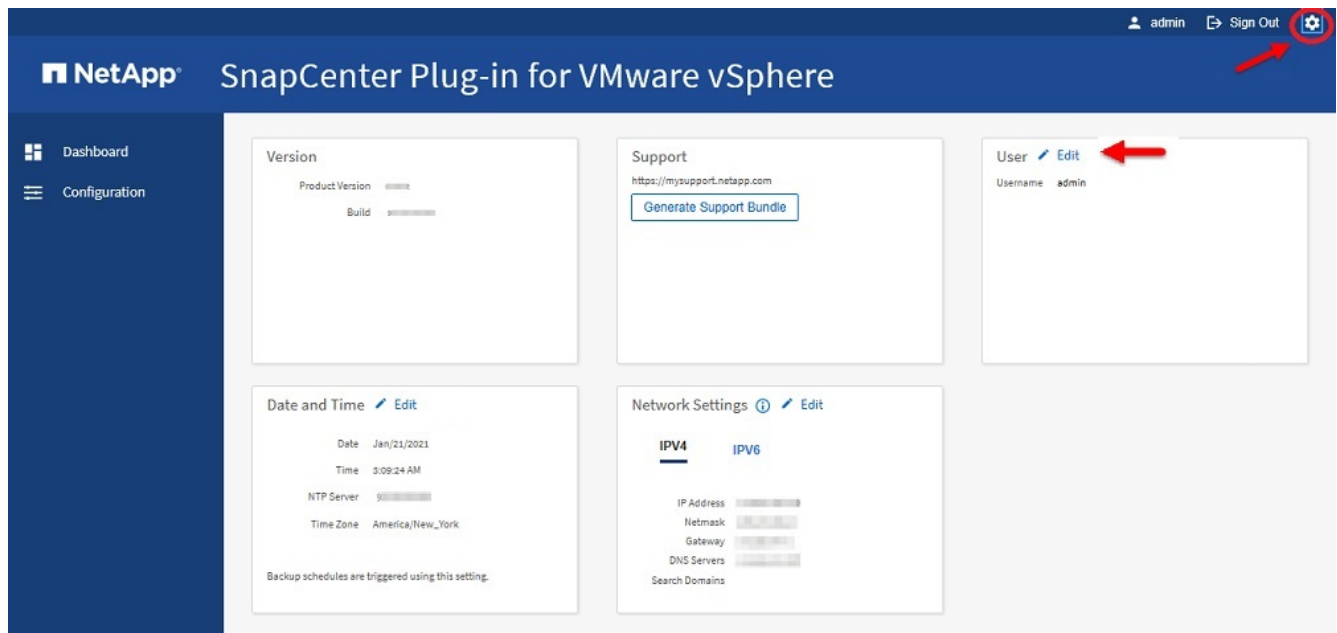 admin Sign Out
NetApp® SnapCenter Plug-in for VMware vSphere
Dashboard
Configuration
Version
Product Version
Build
Support
https://mysupport.netapp.com
Generate Support Bundle
User Edit
Username admin
Date and Time Edit
Date Jan/21/2021
Time 3:09:24 AM
NTP Server
Time Zone America/New_York
Backup schedules are triggered using this setting.
Network Settings Edit
IPV4 IPV6
IP Address
Netmask
Gateway
DNS Servers
Search Domains